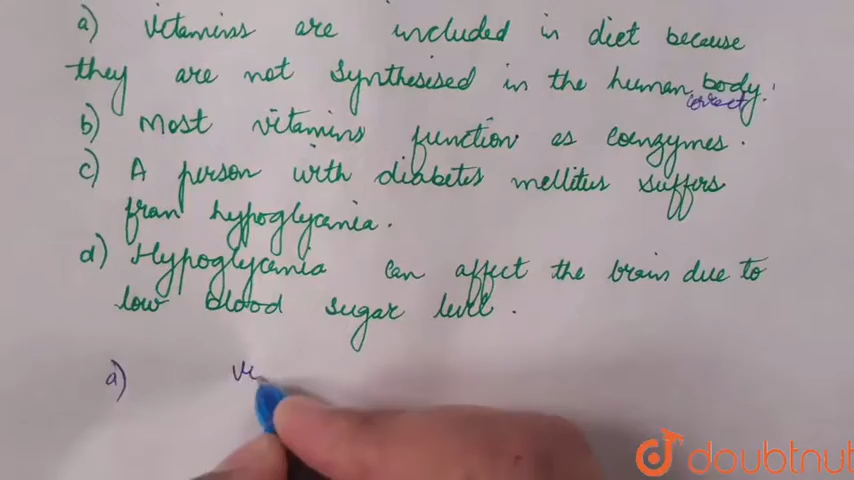 a) vitamins are included in diet because
they are not synthesised in the human body.
correct
b) Most vitamins function as coenzymes.
c) A person with diabetes mellitus suffers
fran hypoglycemia.
d) Hypoglycemia can affect the brain due to
low blood sugar level.
a) Vi
doubtnut